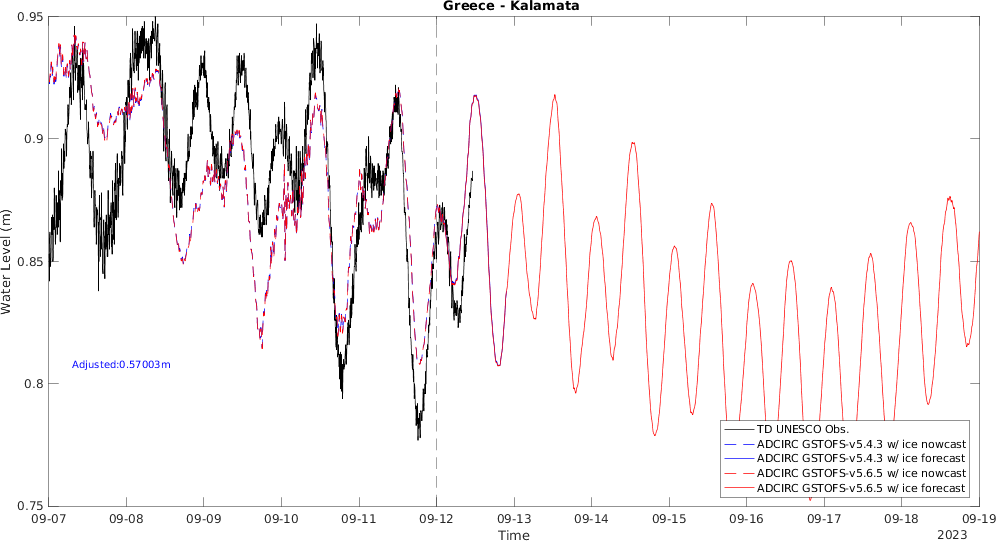 Greece - Kalamata
0.95
0.9
0.85
0.8
0.75
Water Level (m)
Adjusted:0.57003m
TD UNESCO Obs.
ADCIRC GSTOFS-v5.4.3 w/ ice nowcast
ADCIRC GSTOFS-v5.4.3 w/ ice forecast
ADCIRC GSTOFS-v5.6.5 w/ ice nowcast
ADCIRC GSTOFS-v5.6.5 w/ ice forecast
09-07 09-08 09-09 09-10 09-11 09-12 09-13 09-14 09-15 09-16 09-17 09-18 09-19
Time
2023